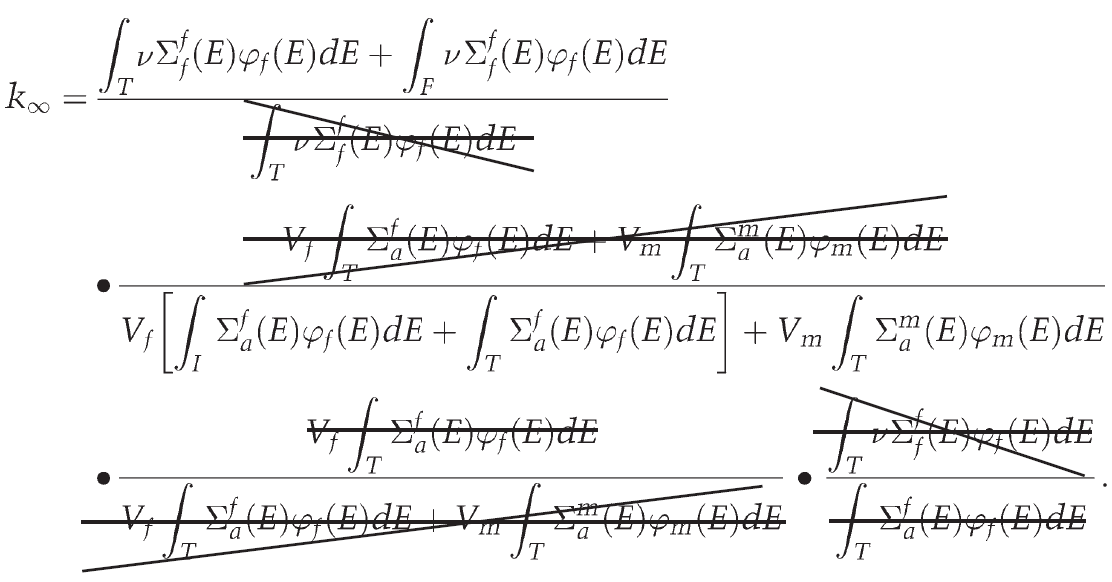 k∞ = ∫_T νΣ_f^f(E)φ_f(E)dE + ∫_F νΣ_f^f(E)φ_f(E)dE
∫_T νΣ_f^f(E)φ_f(E)dE
V_f ∫_T Σ_a^f(E)φ_f(E)dE + V_m ∫_T Σ_a^m(E)φ_m(E)dE
• V_f[∫_I Σ_a^f(E)φ_f(E)dE + ∫_T Σ_a^f(E)φ_f(E)dE] + V_m ∫_T Σ_a^m(E)φ_m(E)dE
V_f ∫_T Σ_a^f(E)φ_f(E)dE ∫_T νΣ_f^f(E)φ_f(E)dE
• V_f ∫_T Σ_a^f(E)φ_f(E)dE + V_m ∫_T Σ_a^m(E)φ_m(E)dE • ∫_T Σ_a^f(E)φ_f(E)dE .